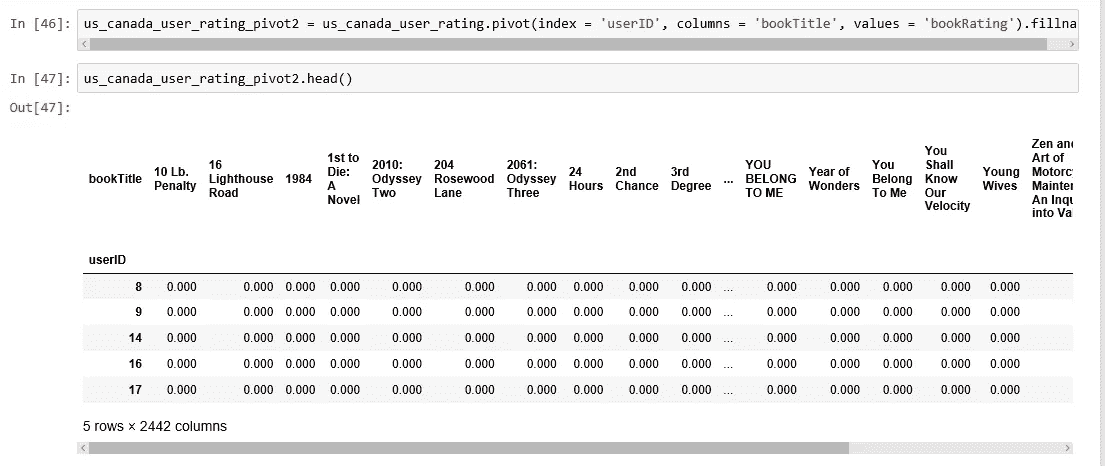 In [46]: us_canada_user_rating_pivot2 = us_canada_user_rating.pivot(index = 'userID', columns = 'bookTitle', values = 'bookRating').fillna
In [47]: us_canada_user_rating_pivot2.head()
Out[47]:
bookTitle 10 Lb. Penalty 16 Lighthouse Road 1984 1st to Die: A Novel 2010: Odyssey Two 204 Rosewood Lane 2061: Odyssey Three 24 Hours 2nd Chance 3rd Degree ... YOU BELONG TO ME Year of Wonders You Belong To Me You Shall Know Our Velocity Young Wives Zen and Art of Motorcy Mainter An Inqu into Va
userID
8 0.000 0.000 0.000 0.000 0.000 0.000 0.000 0.000 0.000 0.000 ... 0.000 0.000 0.000 0.000 0.000
9 0.000 0.000 0.000 0.000 0.000 0.000 0.000 0.000 0.000 0.000 ... 0.000 0.000 0.000 0.000 0.000
14 0.000 0.000 0.000 0.000 0.000 0.000 0.000 0.000 0.000 0.000 ... 0.000 0.000 0.000 0.000 0.000
16 0.000 0.000 0.000 0.000 0.000 0.000 0.000 0.000 0.000 0.000 ... 0.000 0.000 0.000 0.000 0.000
17 0.000 0.000 0.000 0.000 0.000 0.000 0.000 0.000 0.000 0.000 ... 0.000 0.000 0.000 0.000 0.000
5 rows × 2442 columns